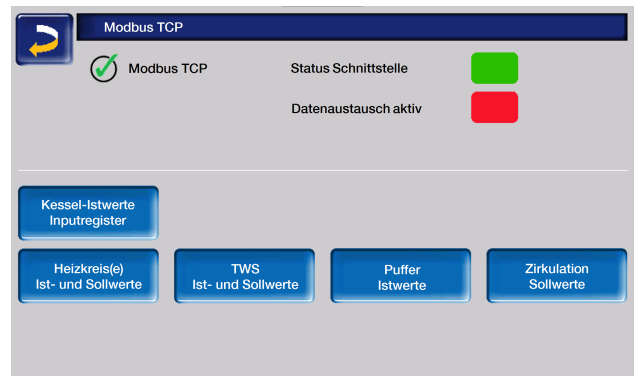 Modbus TCP
Modbus TCP
Status Schnittstelle
Datenaustausch aktiv
Kessel-Istwerte
Inputregister
Heizkreis(e)
Ist- und Sollwerte
TWS
Ist- und Sollwerte
Puffer
Istwerte
Zirkulation
Sollwerte